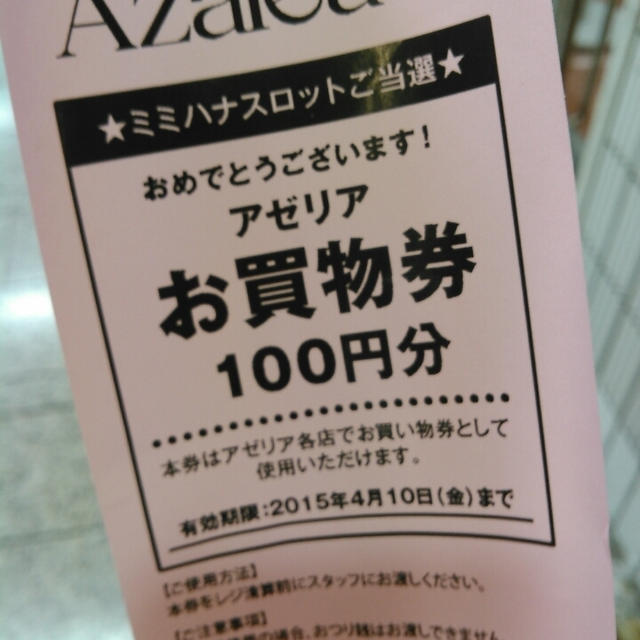 Azalea
★ミミハナスロットご当選★
おめでとうございます!
アゼリア
お買物券
100円分
本券はアゼリア各店でお買い物券として
使用いただけます。
有効期限:2015年4月10日(金)まで
【ご使用方法】
本券をレジ清算前にスタッフにお渡しください。
【ご注意事項】
の場合、おつり銭はお渡しできません